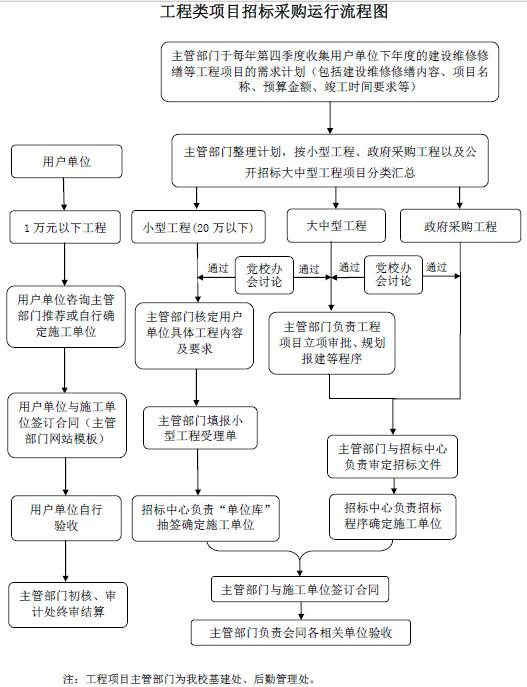 工程类项目招标采购运行流程图
主管部门于每年第四季度收集用户单位下年度的建设维修修
缮等工程项目的需求计划（包括建设维修修缮内容、项目名
称、预算金额、竣工时间要求等）
主管部门整理计划，按小型工程、政府采购工程以及公
开招标大中型工程项目分类汇总
用户单位
1万元以下工程
小型工程(20万以下)
大中型工程
政府采购工程
通过
党校办
会讨论
通过
通过
党校办
会讨论
通过
用户单位咨询主管
部门推荐或自行确
定施工单位
主管部门核定用户
单位具体工程内容
及要求
主管部门负责工程
项目立项审批、规划
报建等程序
用户单位与施工单
位签订合同（主管
部门网站模板）
主管部门填报小
型工程受理单
主管部门与招标中心
负责审定招标文件
用户单位自行
验收
招标中心负责“单位库”
抽签确定施工单位
招标中心负责招标
程序确定施工单位
主管部门初核、审
计处终审结算
主管部门与施工单位签订合同
主管部门负责会同各相关单位验收
注：工程项目主管部门为我校基建处、后勤管理处。